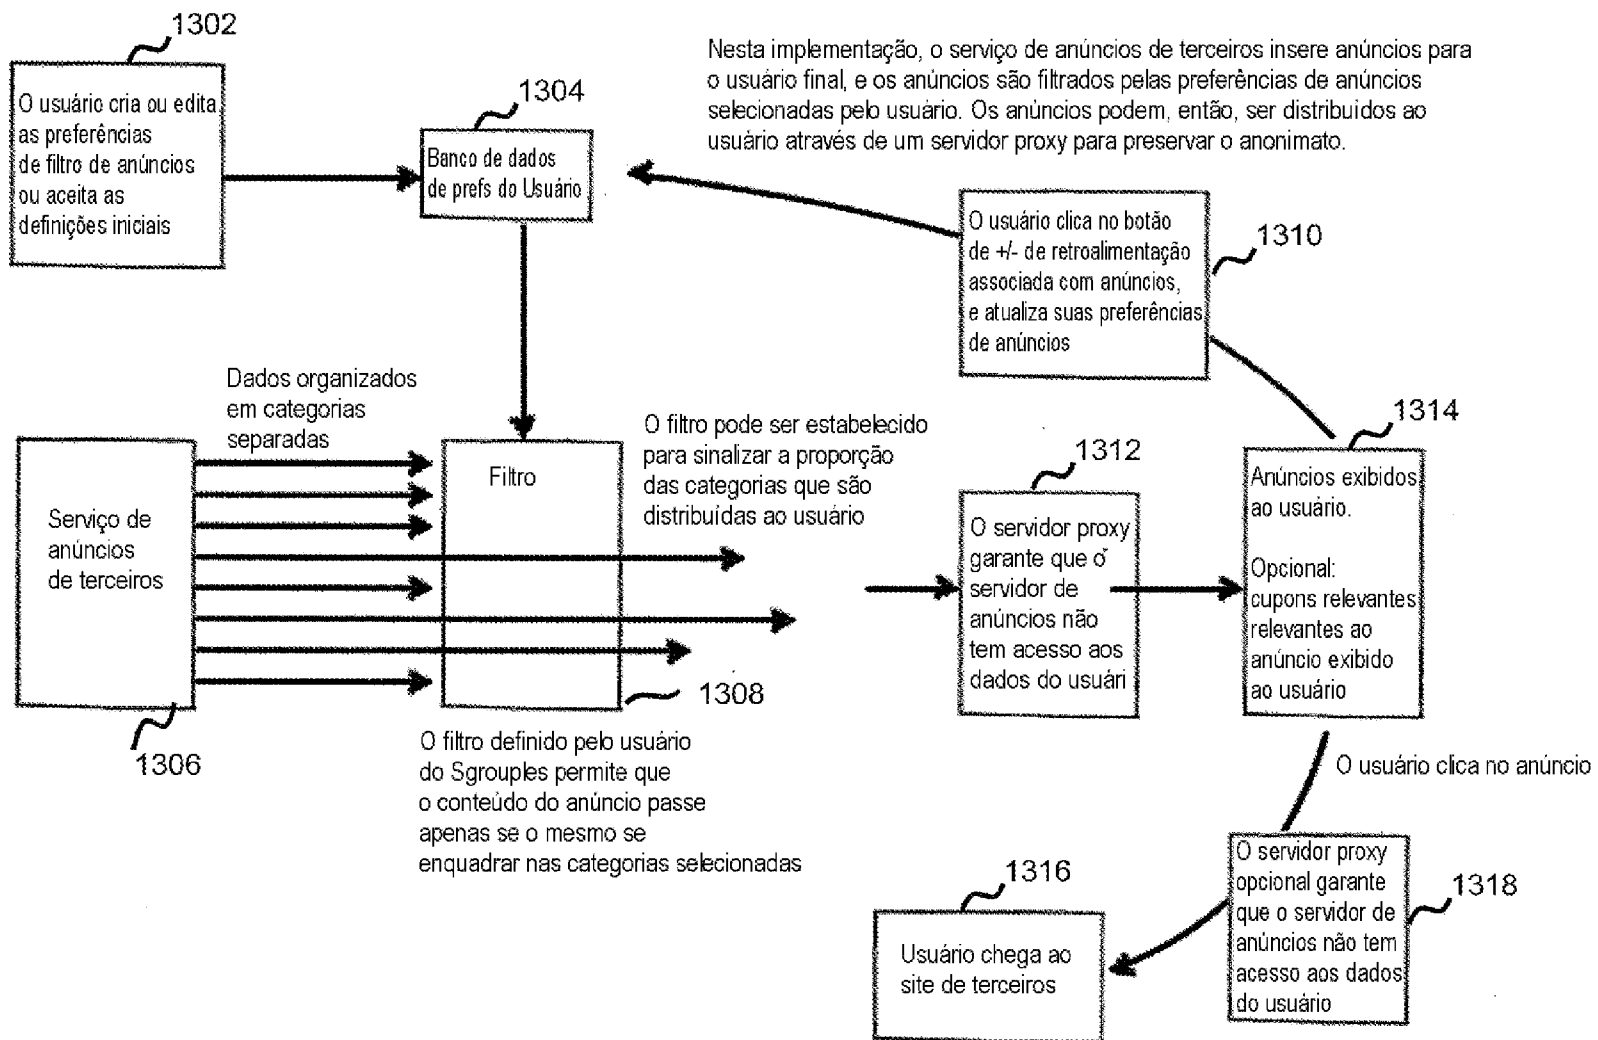 1302
O usuário cria ou edita
as preferências
de filtro de anúncios
ou aceita as
definições iniciais
1304
Banco de dados
de prefs do Usuário
Nesta implementação, o serviço de anúncios de terceiros insere anúncios para
o usuário final, e os anúncios são filtrados pelas preferências de anúncios
selecionadas pelo usuário. Os anúncios podem, então, ser distribuídos ao
usuário através de um servidor proxy para preservar o anonimato.
O usuário clica no botão
de +/- de retroalimentação
associada com anúncios,
e atualiza suas preferências
de anúncios
1310
Dados organizados
em categorias
separadas
Serviço de
anúncios
de terceiros
1306
Filtro
1308
O filtro pode ser estabelecido
para sinalizar a proporção
das categorias que são
distribuídas ao usuário
O filtro definido pelo usuário
do Sgrouples permite que
o conteúdo do anúncio passe
apenas se o mesmo se
enquadrar nas categorias selecionadas
1312
O servidor proxy
garante que o
servidor de
anúncios não
tem acesso aos
dados do usuári
1314
Anúncios exibidos
ao usuário.
Opcional:
cupons relevantes
relevantes ao
anúncio exibido
ao usuário
O usuário clica no anúncio
O servidor proxy
opcional garante
que o servidor de
anúncios não tem
acesso aos dados
do usuário
1318
1316
Usuário chega ao
site de terceiros